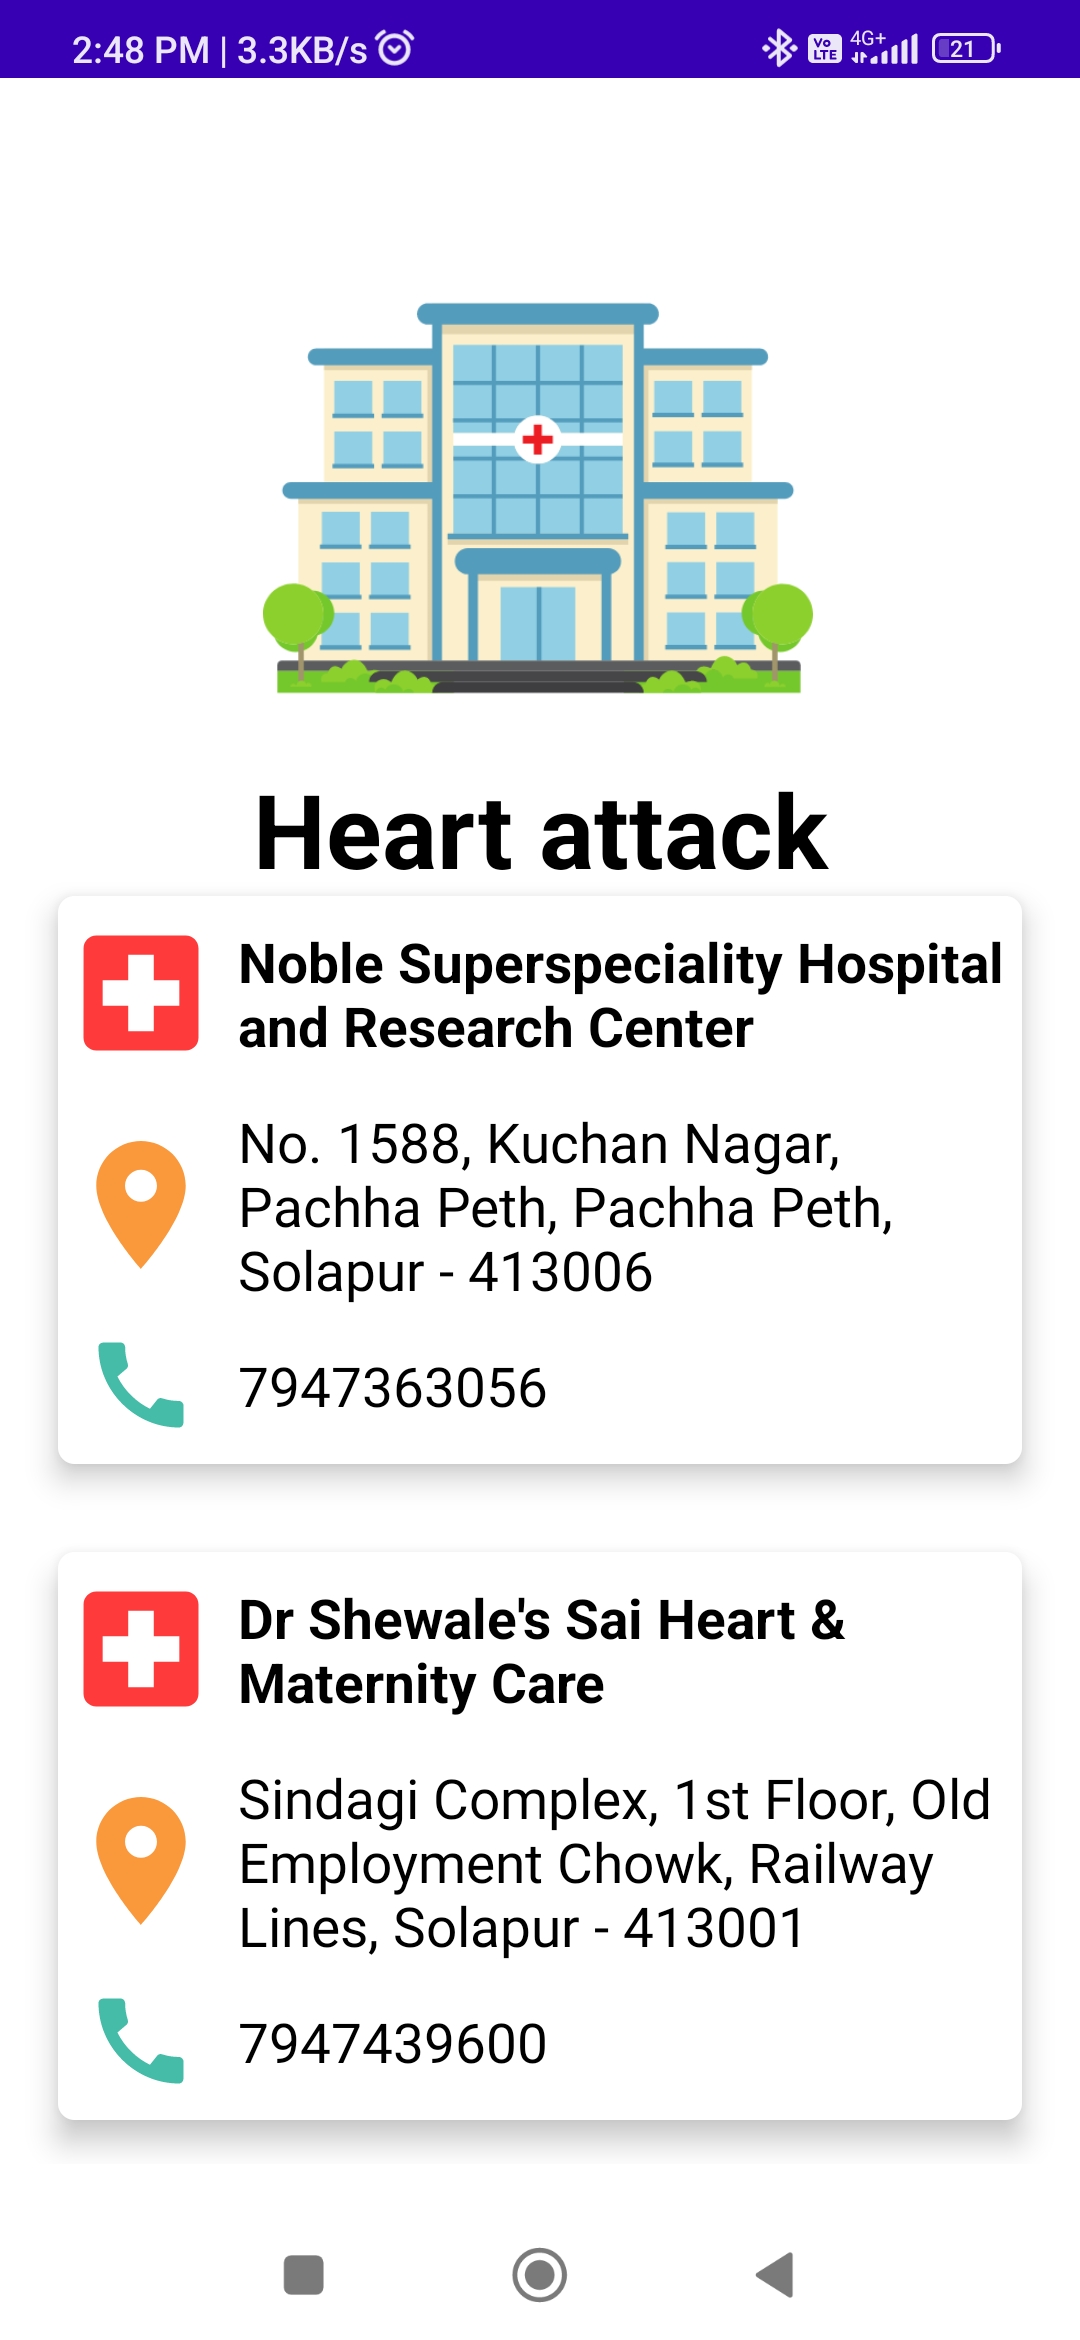 2:48 PM | 3.3KB/s
Vo LTE 4G+ 21
Heart attack
Noble Superspeciality Hospital
and Research Center
No. 1588, Kuchan Nagar,
Pachha Peth, Pachha Peth,
Solapur - 413006
7947363056
Dr Shewale's Sai Heart &
Maternity Care
Sindagi Complex, 1st Floor, Old
Employment Chowk, Railway
Lines, Solapur - 413001
7947439600